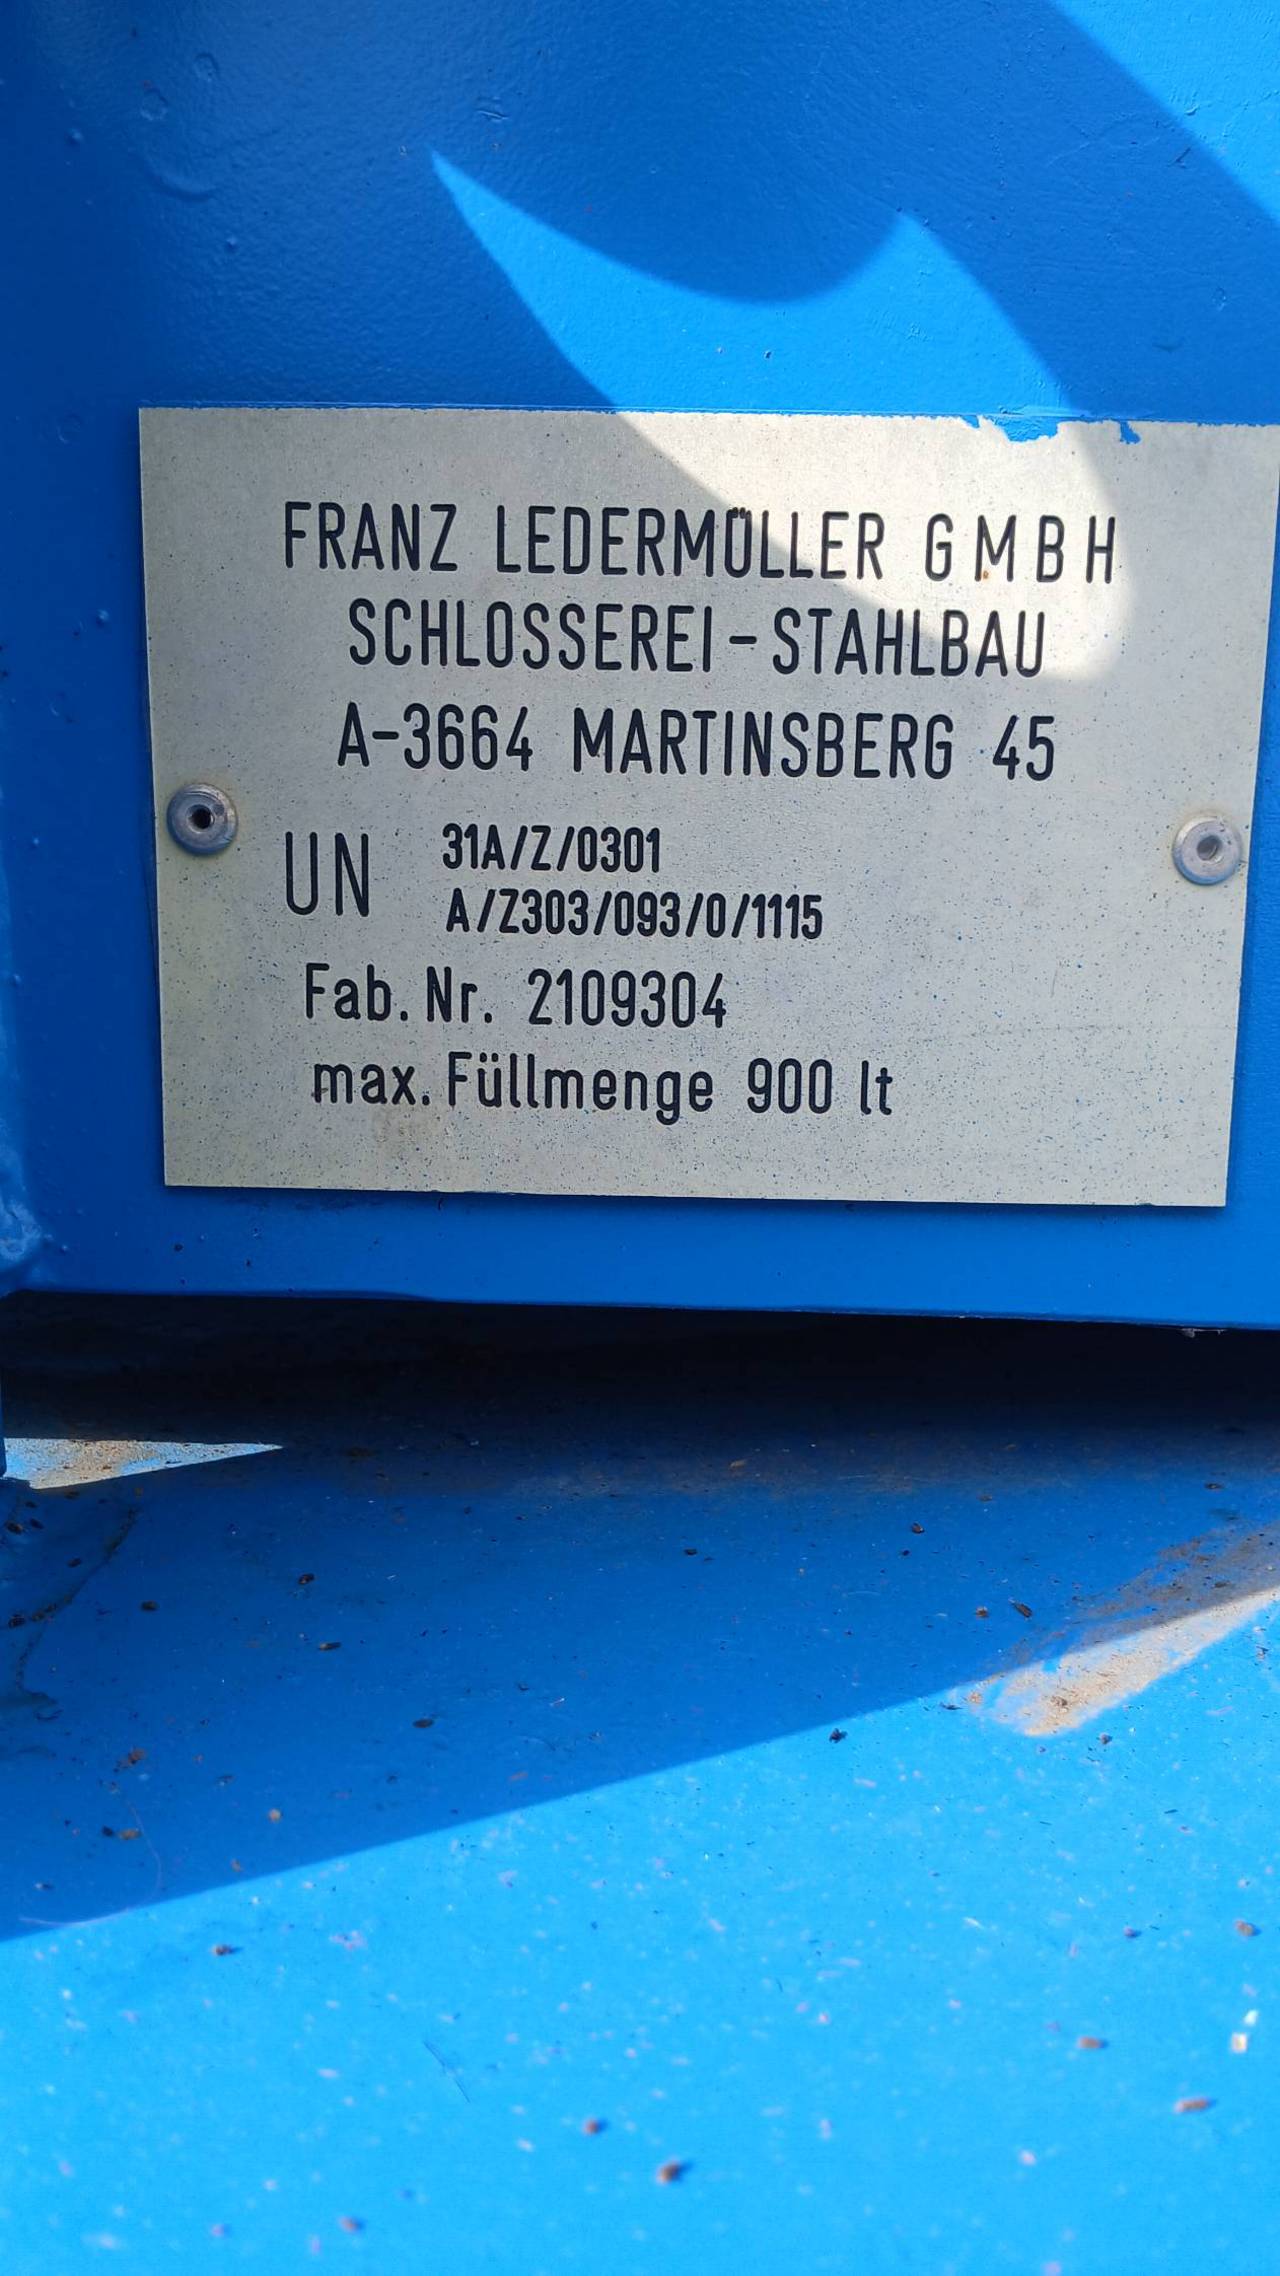 FRANZ LEDERMÜLLER GMBH
SCHLOSSEREI-STAHLBAU
A-3664 MARTINSBERG 45
UN 31A/Z/0301
A/Z303/093/0/1115
Fab. Nr. 2109304
max. Füllmenge 900 lt